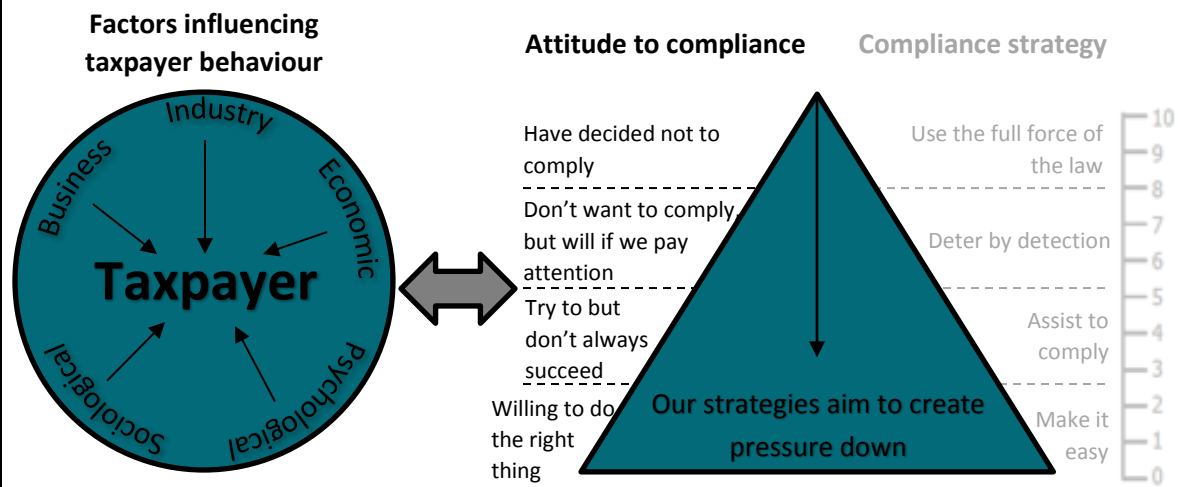 Factors influencing
taxpayer behaviour
Industry
Business
Economic
Taxpayer
Sociological
Psychological
Attitude to compliance
Compliance strategy
Have decided not to
comply
Don’t want to comply,
but will if we pay
attention
Try to but
don’t always
succeed
Willing to do
the right
thing
Our strategies aim to create
pressure down
Use the full force of
the law
Deter by detection
Assist to
comply
Make it
easy
10
9
8
7
6
5
4
3
2
1
0